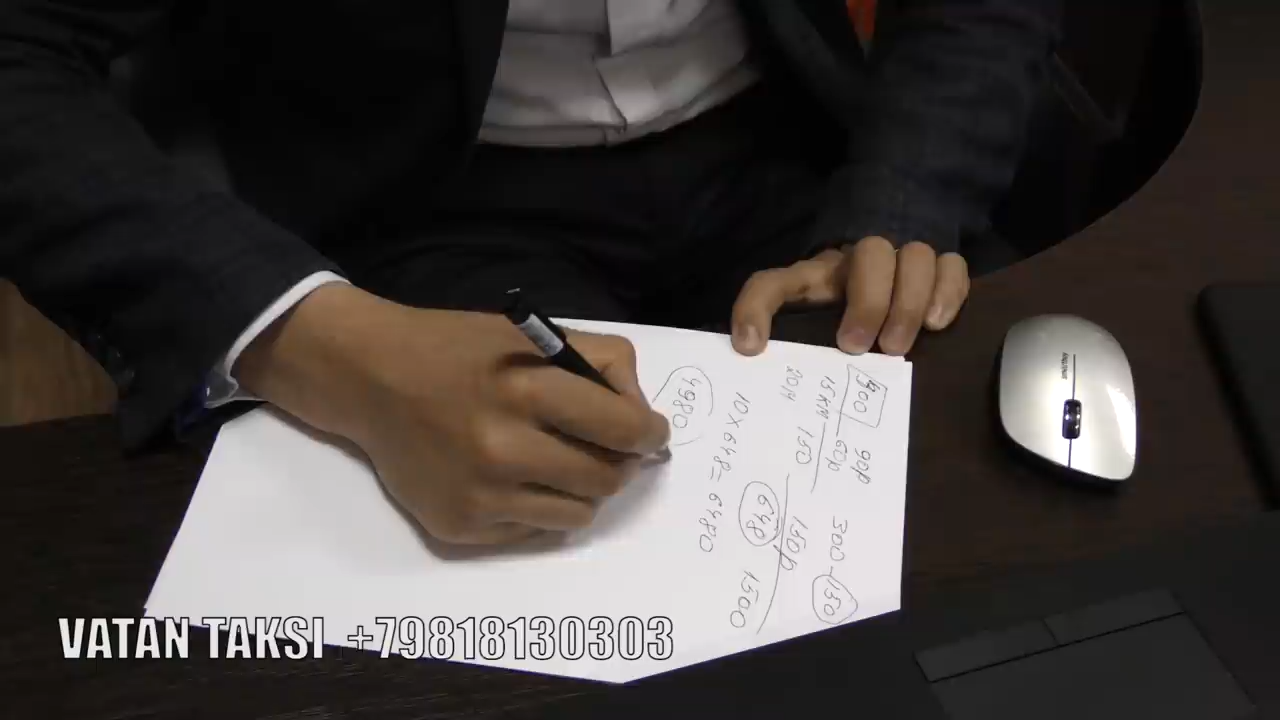 900 90р
15км 60р 300-150
20м 150 150р
648 1500
10 x 648 = 6480
4980
VATAN TAKSI +79818130303